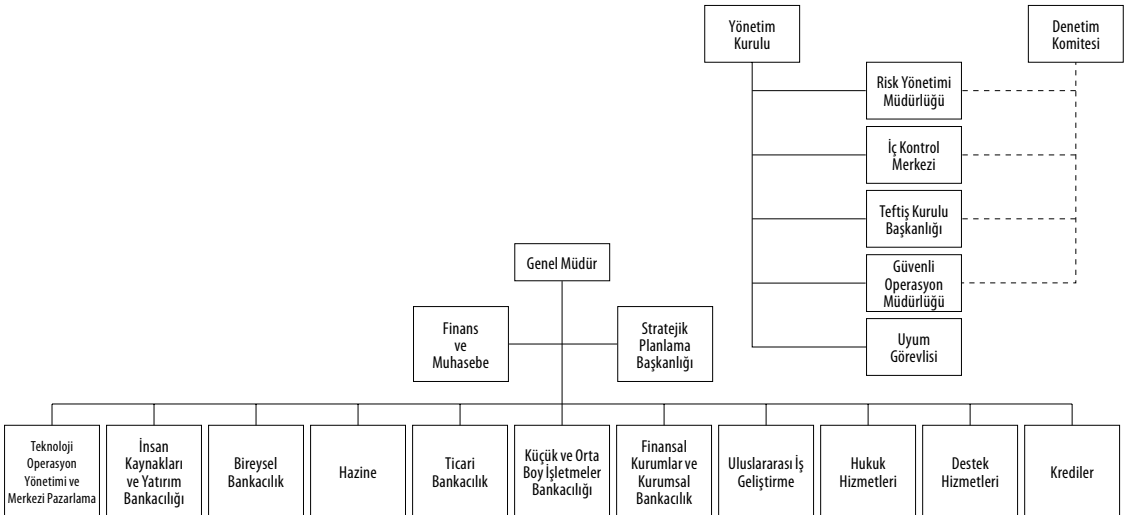 Yönetim
Kurulu
Denetim
Komitesi
Risk Yönetimi
Müdürlüğü
İç Kontrol
Merkezi
Teftiş Kurulu
Başkanlığı
Güvenli
Operasyon
Müdürlüğü
Uyum
Görevlisi
Genel Müdür
Finans
ve
Muhasebe
Stratejik
Planlama
Başkanlığı
Teknoloji
Operasyon
Yönetimi ve
Merkezi Pazarlama
İnsan
Kaynakları
ve Yatırım
Bankacılığı
Bireysel
Bankacılık
Hazine
Ticari
Bankacılık
Küçük ve Orta
Boy İşletmeler
Bankacılığı
Finansal
Kurumlar ve
Kurumsal
Bankacılık
Uluslararası İş
Geliştirme
Hukuk
Hizmetleri
Destek
Hizmetleri
Krediler